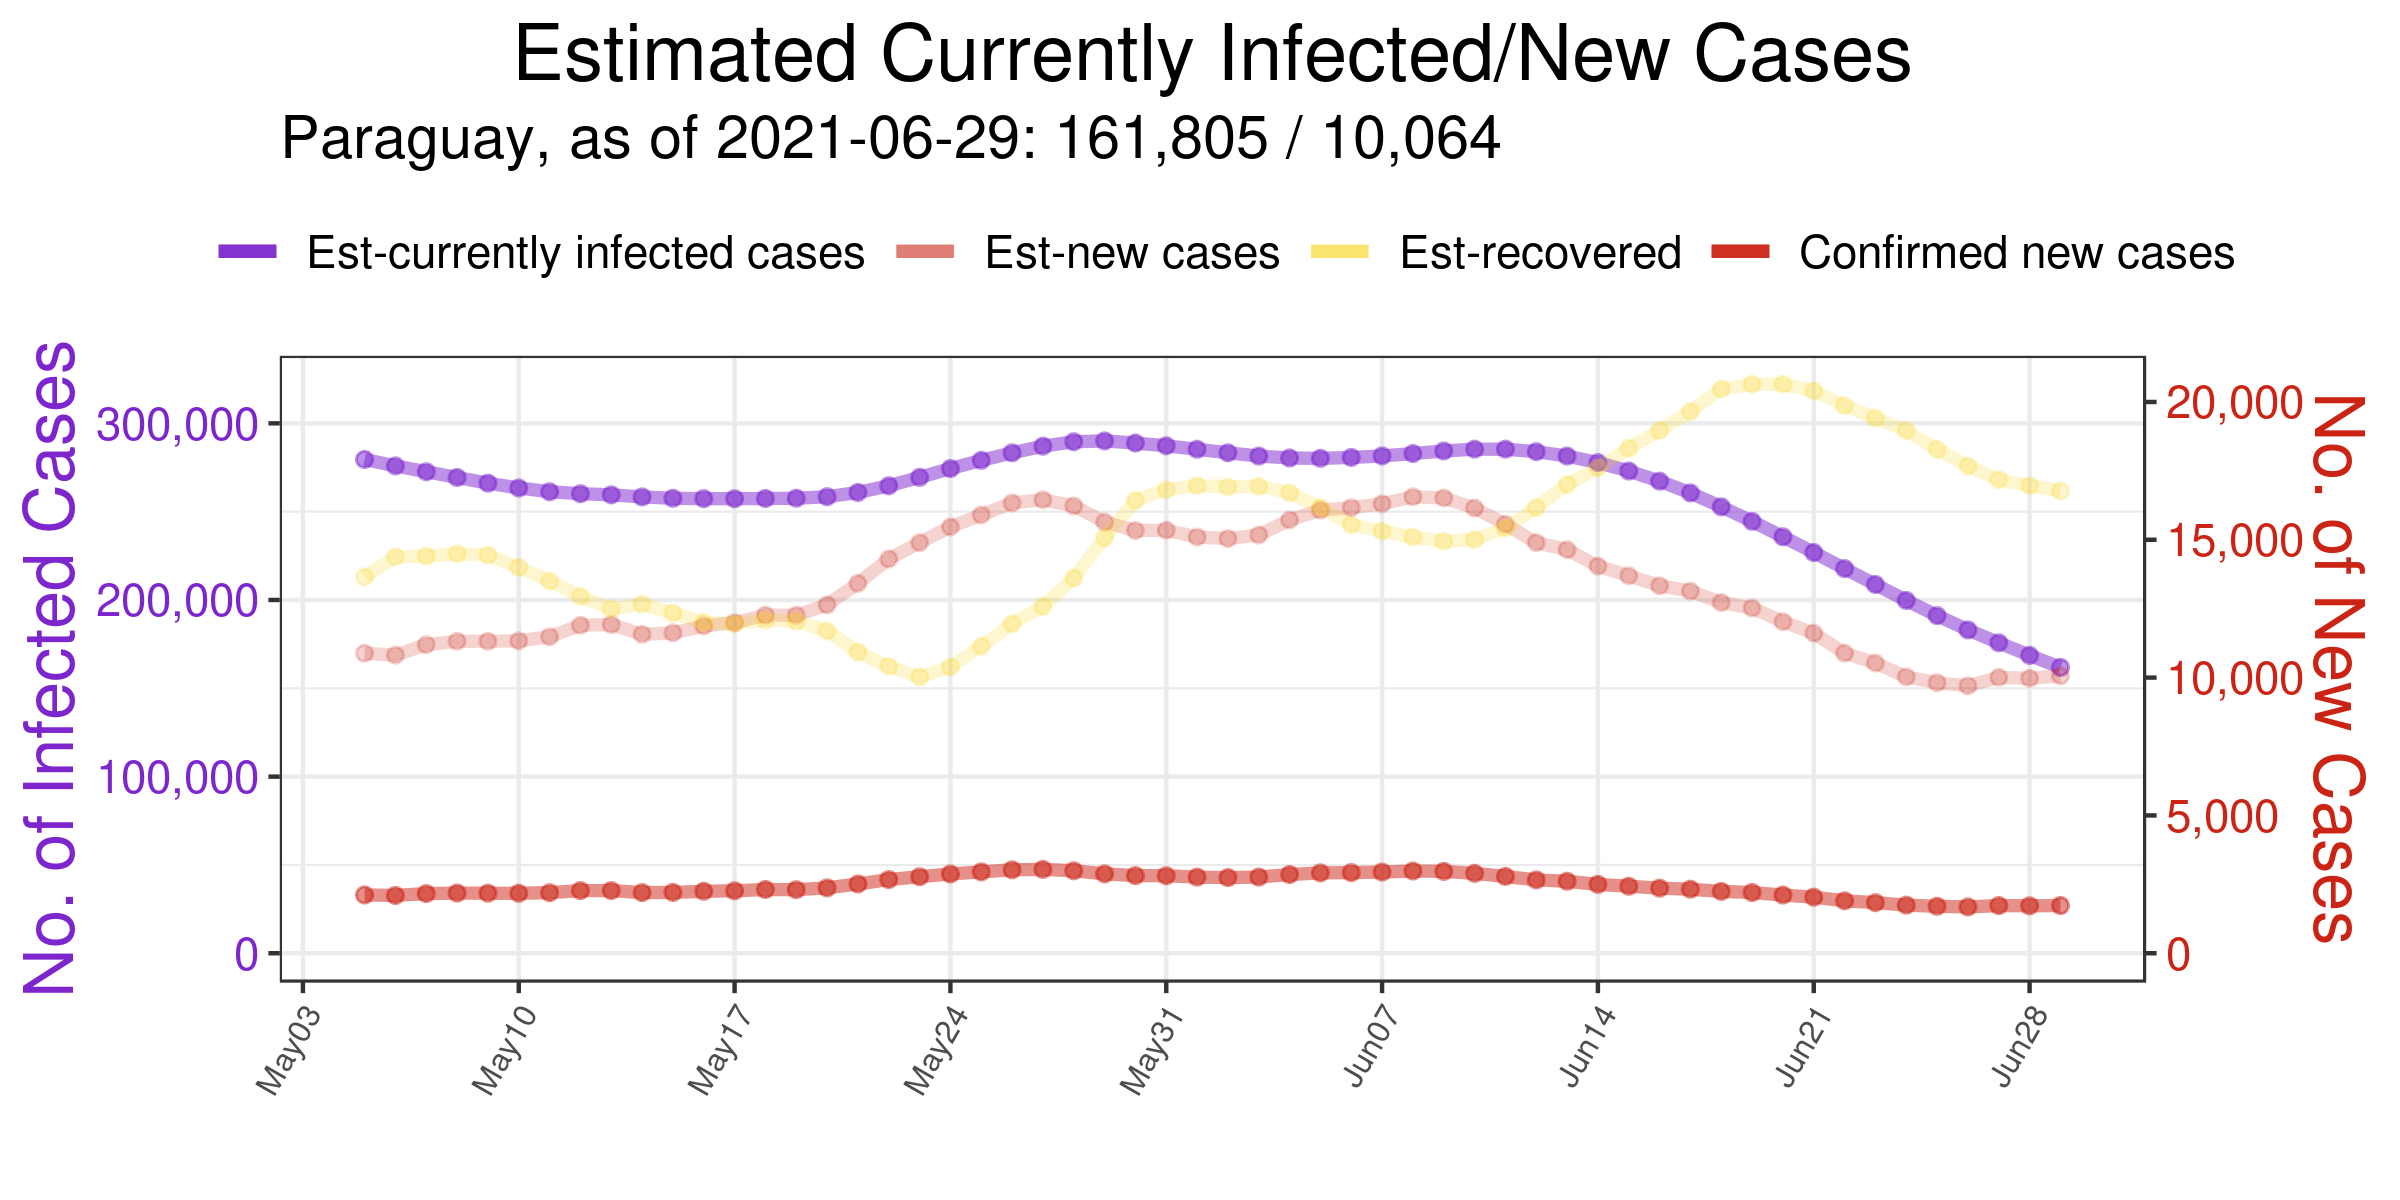 Estimated Currently Infected/New Cases
Paraguay, as of 2021-06-29: 161,805 / 10,064
Est-currently infected cases Est-new cases Est-recovered Confirmed new cases
No. of Infected Cases
300,000
200,000
100,000
0
20,000
15,000
10,000
5,000
0
No. of New Cases
May03 May10 May17 May24 May31 Jun07 Jun14 Jun21 Jun28